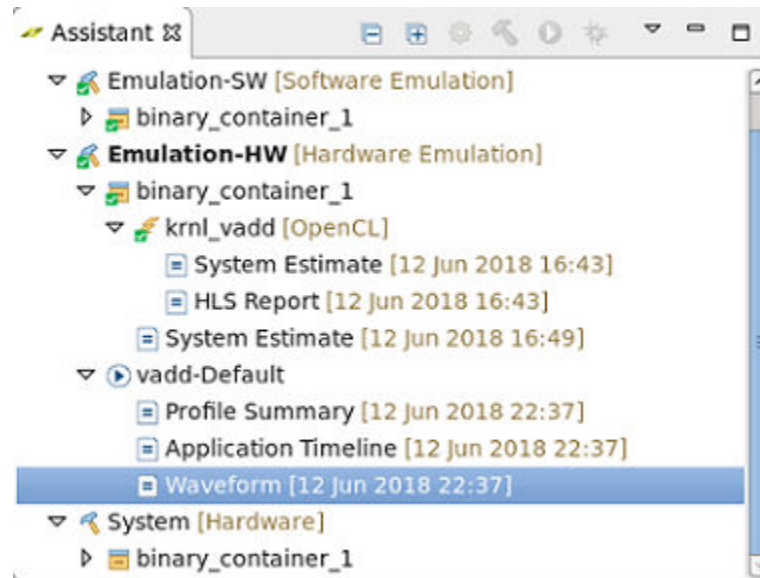 Assistant
Emulation-SW [Software Emulation]
binary_container_1
Emulation-HW [Hardware Emulation]
binary_container_1
krnl_vadd [OpenCL]
System Estimate [12 Jun 2018 16:43]
HLS Report [12 Jun 2018 16:43]
System Estimate [12 Jun 2018 16:49]
vadd-Default
Profile Summary [12 Jun 2018 22:37]
Application Timeline [12 Jun 2018 22:37]
Waveform [12 Jun 2018 22:37]
System [Hardware]
binary_container_1